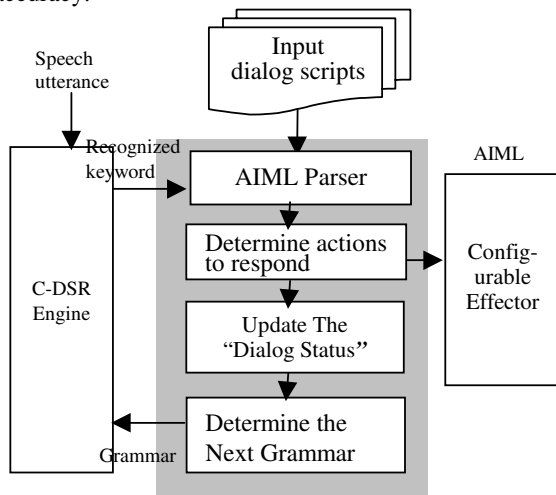 Speech
utterance
Input
dialog scripts
Recognized
keyword
AIML Parser
AIML
Determine actions
to respond
Config-
urable
Effector
C-DSR
Engine
Update The
“Dialog Status”
Determine the
Next Grammar
Grammar